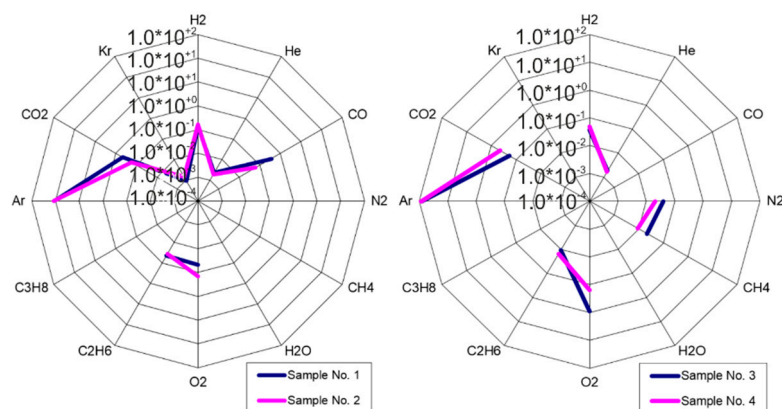 H2
Kr
He
CO2
CO
Ar
N2
C3H8
CH4
C2H6
H2O
O2
1.0*10⁺²
1.0*10⁺¹
1.0*10⁺¹
1.0*10⁺⁰
1.0*10⁻¹
1.0*10⁻²
1.0*10⁻³
1.0*10⁻⁴
Sample No. 1
Sample No. 2
H2
Kr
He
CO2
CO
Ar
N2
C3H8
CH4
C2H6
H2O
O2
1.0*10⁺²
1.0*10⁺¹
1.0*10⁺⁰
1.0*10⁻¹
1.0*10⁻²
1.0*10⁻³
1.0*10⁻⁴
Sample No. 3
Sample No. 4